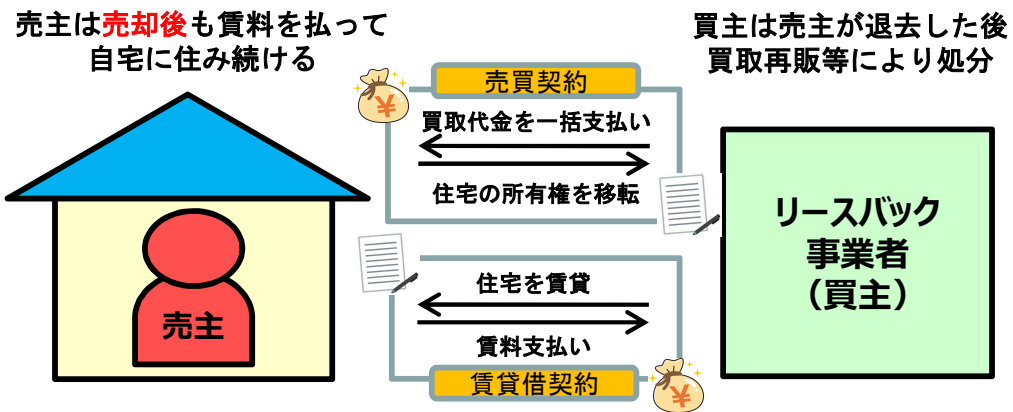 売主は売却後も賃料を払って
自宅に住み続ける
買主は売主が退去した後
買取再販等により処分
売買契約
¥
買取代金を一括支払い
住宅の所有権を移転
リースバック
事業者
（買主）
住宅を賃貸
売主
賃料支払い
賃貸借契約
¥